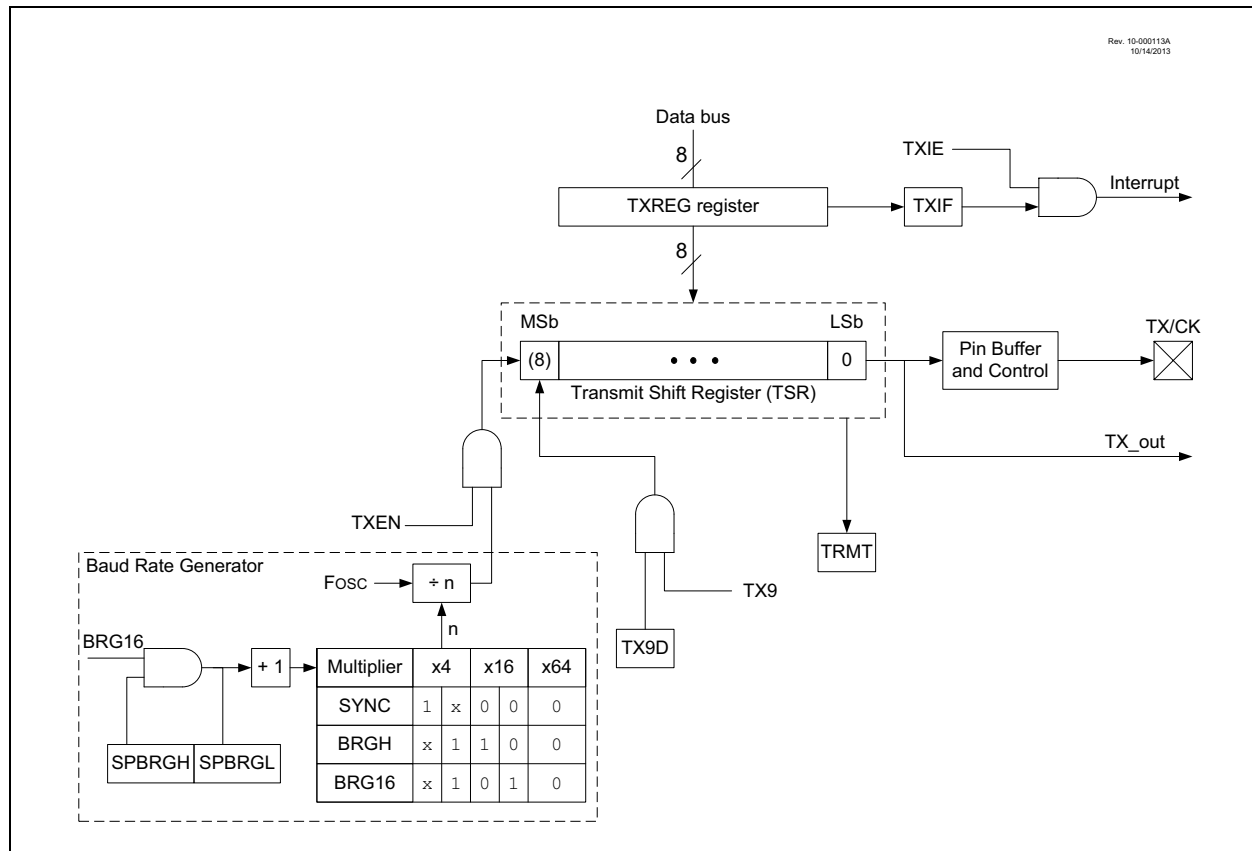 Rev. 10-000113A
10/14/2013
Data bus
8
TXIE
Interrupt
TXREG register
TXIF
8
MSb
LSb
TX/CK
(8)
• • •
0
Pin Buffer
and Control
Transmit Shift Register (TSR)
TX_out
TXEN
TRMT
Baud Rate Generator
FOSC
÷ n
TX9
n
TX9D
BRG16
+ 1
Multiplier x4 x16 x64
SYNC 1 x 0 0 0
BRGH x 1 1 0 0
BRG16 x 1 0 1 0
SPBRGH SPBRGL